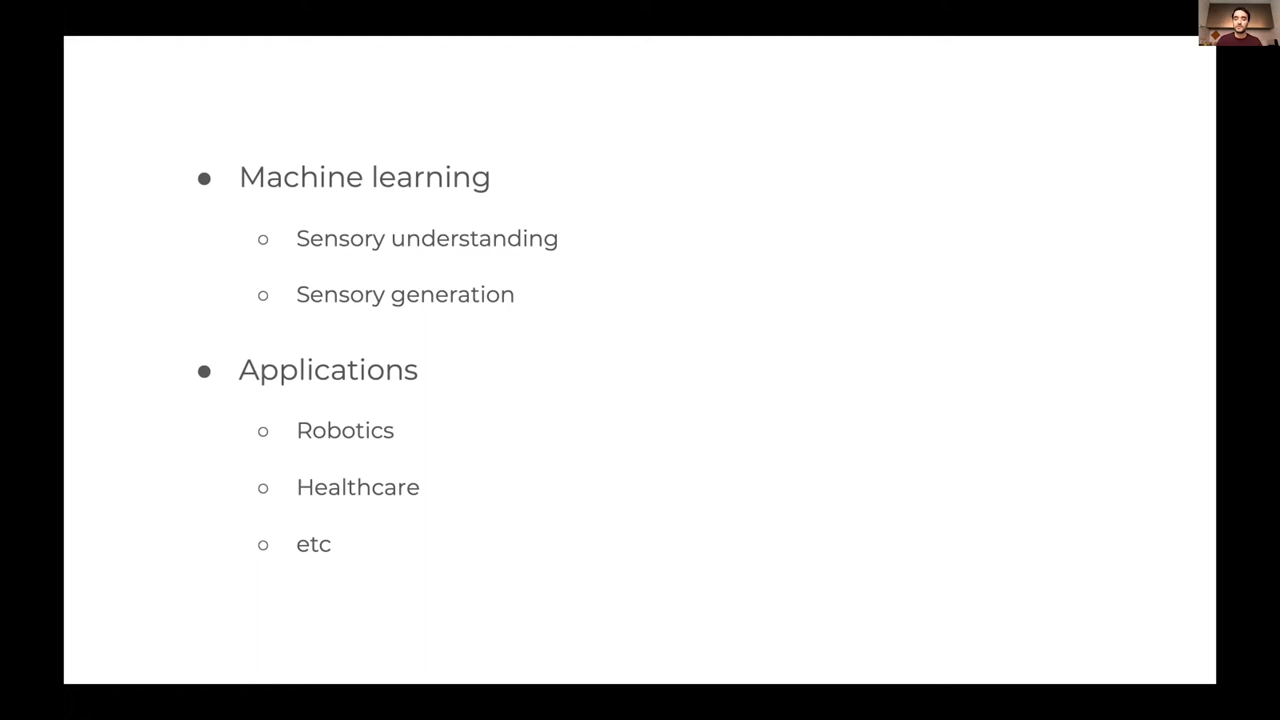 ● Machine learning
○ Sensory understanding
○ Sensory generation
● Applications
○ Robotics
○ Healthcare
○ etc